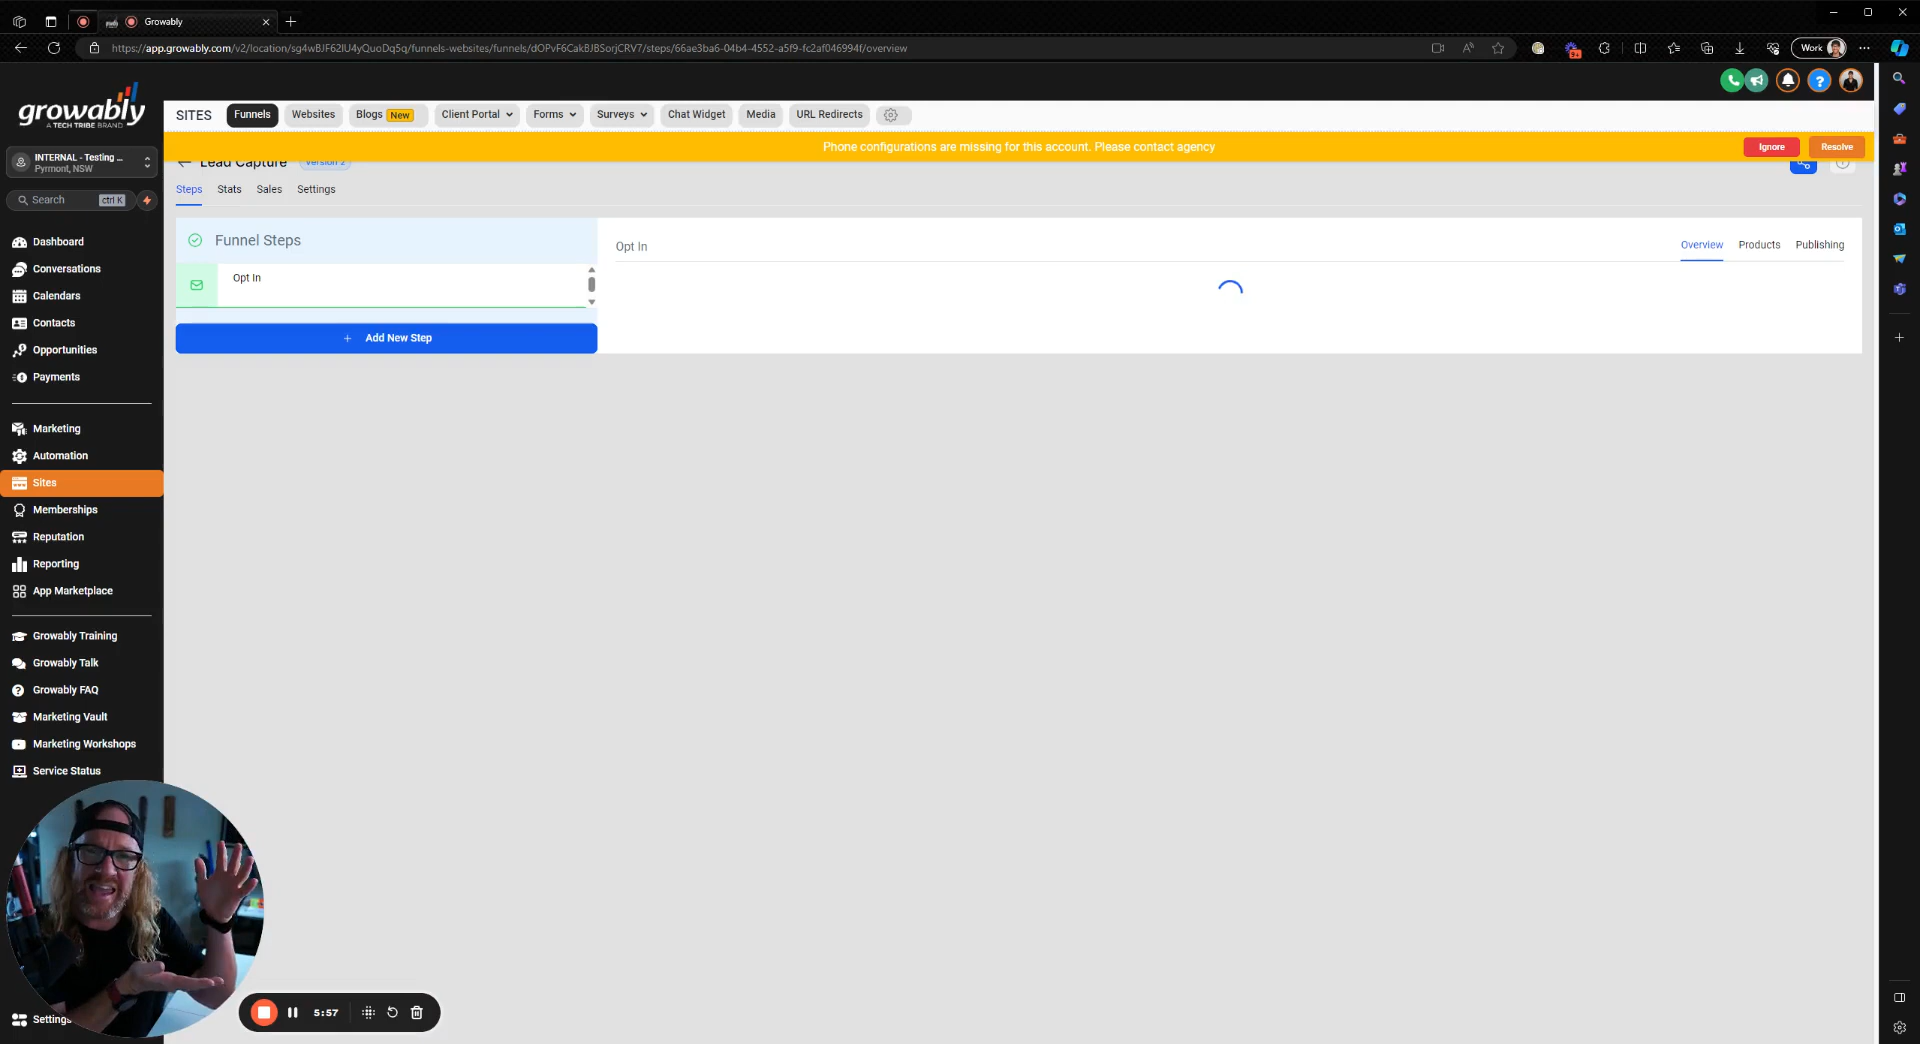 Growably
https://app.growably.com/v2/location/sg4wBJF62IU4yQuoDq5q/funnels-websites/funnels/dOPvF6CakBJBSorjCRV7/steps/66ae3ba6-04b4-4552-a5f9-fc2af046994f/overview
Work
growably
A TECH TRIBE BRAND
INTERNAL - Testing ...
Pyrmont, NSW
Search
ctrl K
Dashboard
Conversations
Calendars
Contacts
Opportunities
Payments
Marketing
Automation
Sites
Memberships
Reputation
Reporting
App Marketplace
Growably Training
Growably Talk
Growably FAQ
Marketing Vault
Marketing Workshops
Service Status
Settings
SITES
Funnels
Websites
Blogs New
Client Portal
Forms
Surveys
Chat Widget
Media
URL Redirects
Phone configurations are missing for this account. Please contact agency
Ignore
Resolve
Lead Capture
Version 2
Steps
Stats
Sales
Settings
Funnel Steps
Opt In
+ Add New Step
Opt In
Overview
Products
Publishing
5:57